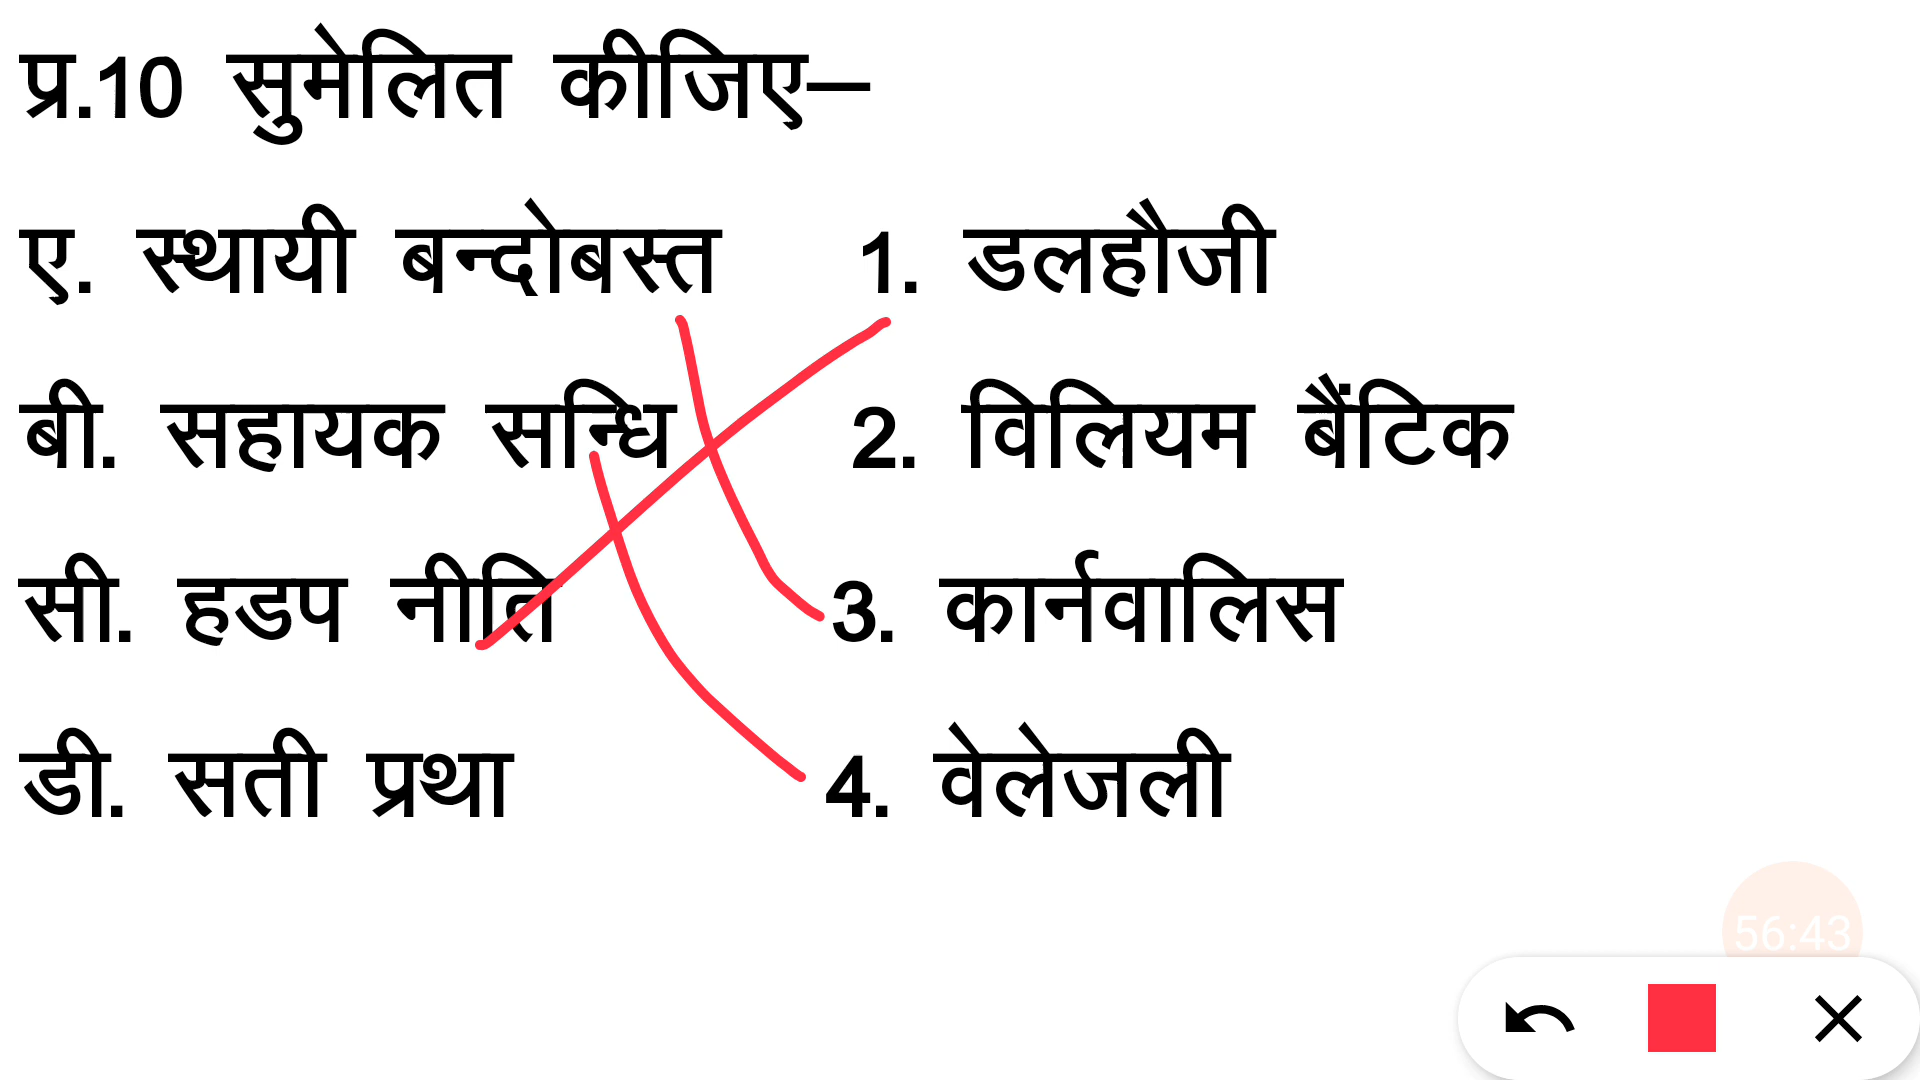 प्र.10 सुमेलित कीजिए–
ए. स्थायी बन्दोबस्त 1. डलहौजी
बी. सहायक सन्धि 2. विलियम बैंटिक
सी. हडप नीति 3. कार्नवालिस
डी. सती प्रथा 4. वेलेजली
56:43